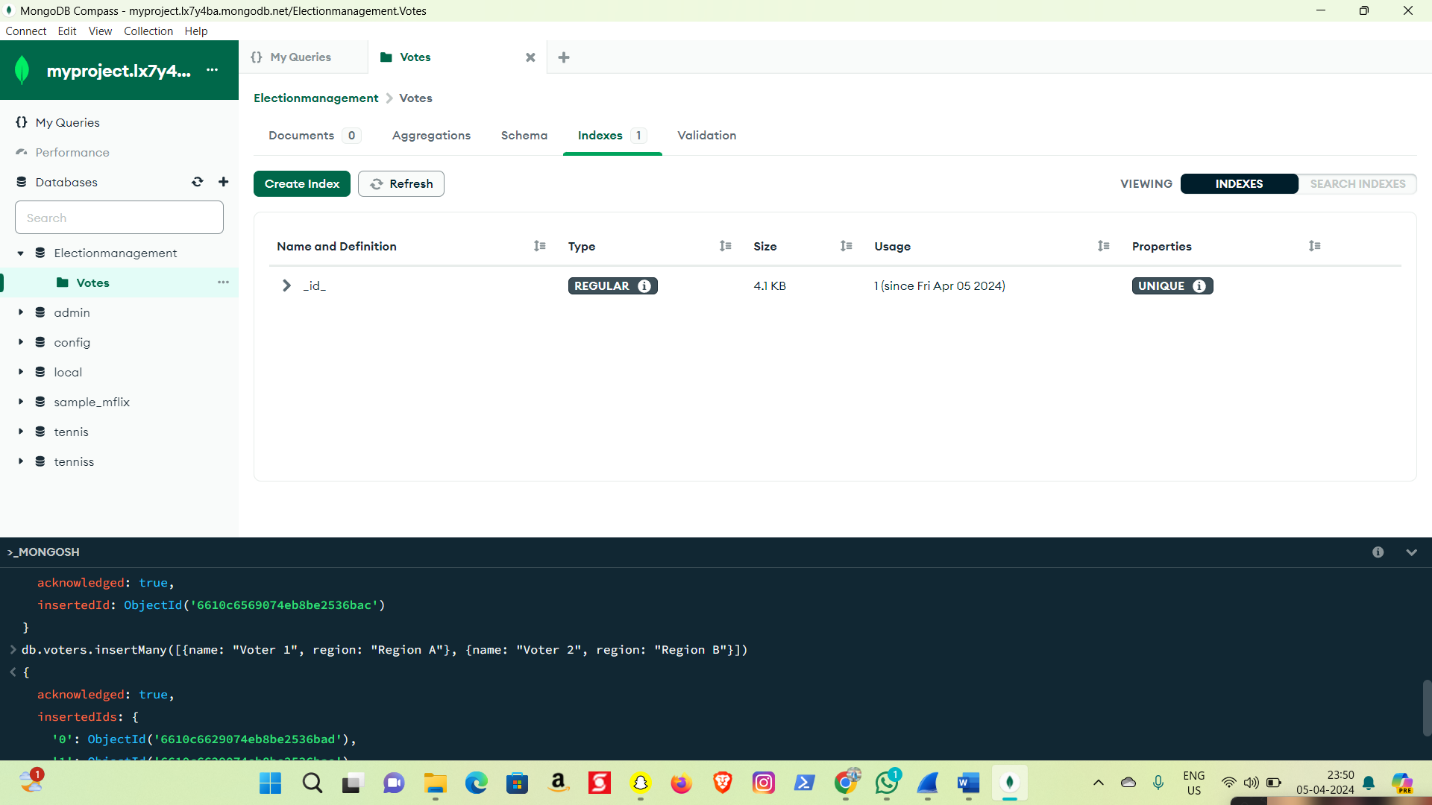 MongoDB Compass - myproject.lx7y4ba.mongodb.net/Electionmanagement.Votes
Connect Edit View Collection Help
myproject.lx7y4... ...
{} My Queries
Votes
Electionmanagement > Votes
{} My Queries
Performance
Databases
Search
Electionmanagement
Votes ...
admin
config
local
sample_mflix
tennis
tenniss
Documents 0 Aggregations Schema Indexes 1 Validation
Create Index Refresh VIEWING INDEXES SEARCH INDEXES
Name and Definition Type Size Usage Properties
_id_ REGULAR 4.1 KB 1 (since Fri Apr 05 2024) UNIQUE
>_MONGOSH
acknowledged: true,
insertedId: ObjectId('6610c6569074eb8be2536bac')
}
> db.voters.insertMany([{name: "Voter 1", region: "Region A"}, {name: "Voter 2", region: "Region B"}])
< {
acknowledged: true,
insertedIds: {
'0': ObjectId('6610c6629074eb8be2536bad'),
1
PRE
1
ENG
US
23:50
05-04-2024